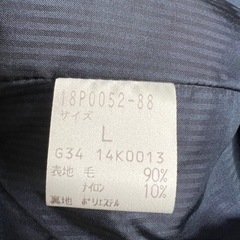 18P0052-88
サイズ
L
G34 14K0013
表地 毛 90%
ナイロン 10%
裏地 ポリエステル